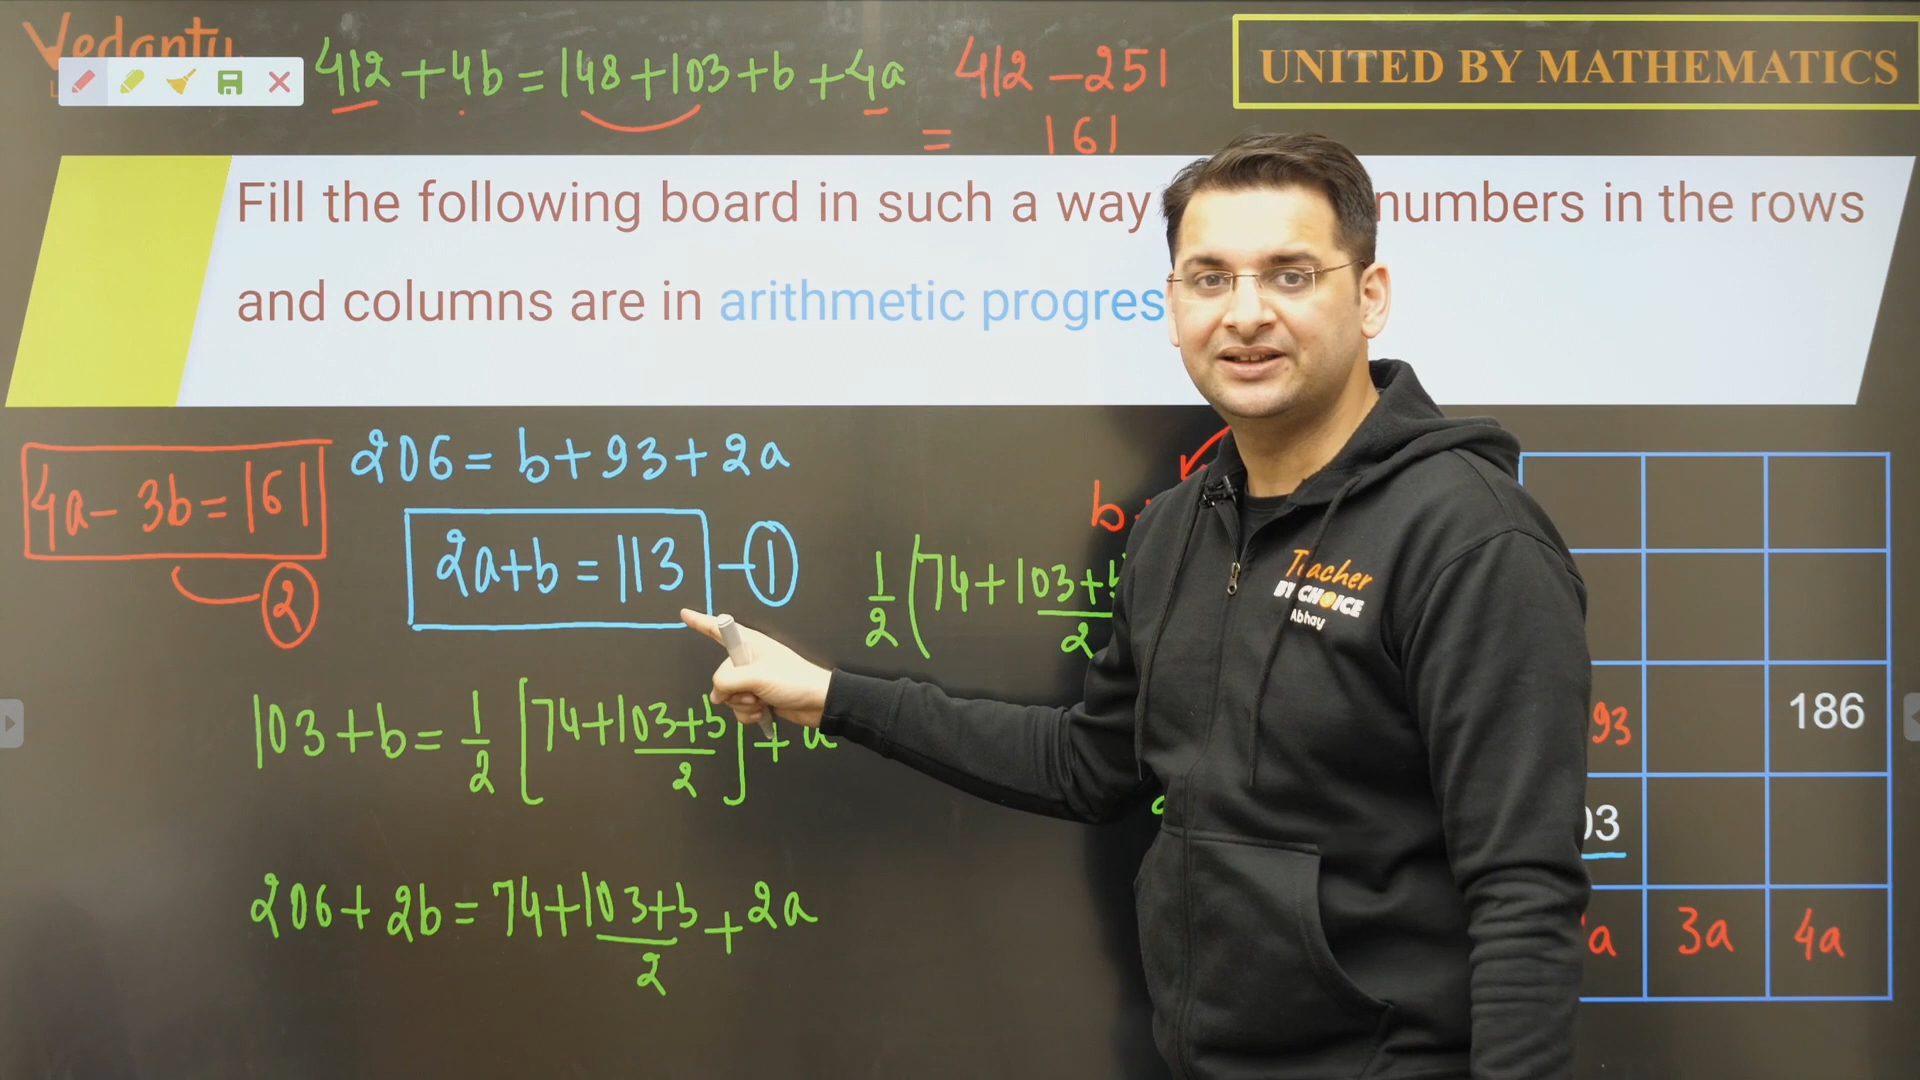 Vedantu
412 + 4b = 148 + 103 + b + 4a
412 - 251
= 161
UNITED BY MATHEMATICS
Fill the following board in such a way numbers in the rows
and columns are in arithmetic progres
4a - 3b = 161
2
206 = b + 93 + 2a
2a + b = 113 - 1
b
1/2 (74 + 103 + b/2
103 + b = 1/2 [74 + 103 + b/2] + a
206 + 2b = 74 + 103 + b/2 + 2a
Teacher
BY CHOICE
Abhay
93
186
03
a
3a
4a